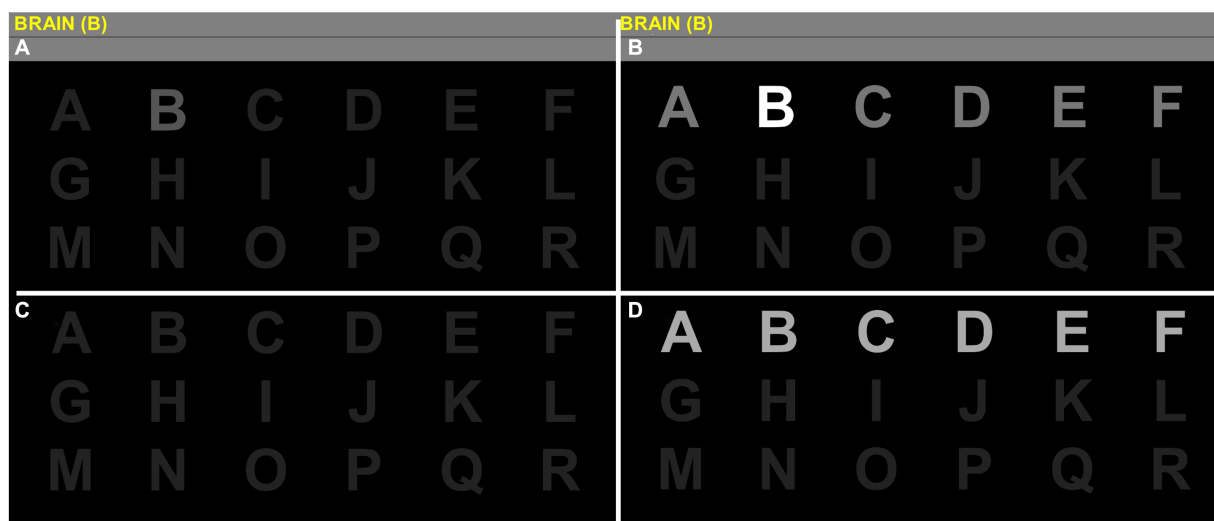 BRAIN (B)
A
A B C D E F
G H I J K L
M N O P Q R
BRAIN (B)
B
A B C D E F
G H I J K L
M N O P Q R
C
A B C D E F
G H I J K L
M N O P Q R
D
A B C D E F
G H I J K L
M N O P Q R